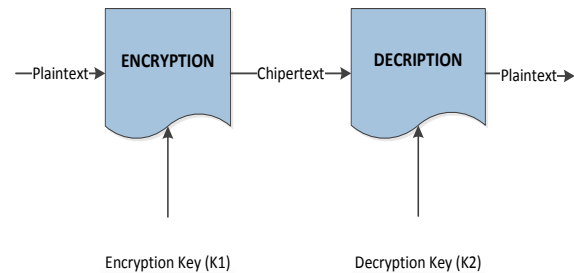 ENCRYPTION
DECRIPTION
Plaintext
Chipertext
Plaintext
Encryption Key (K1)
Decryption Key (K2)